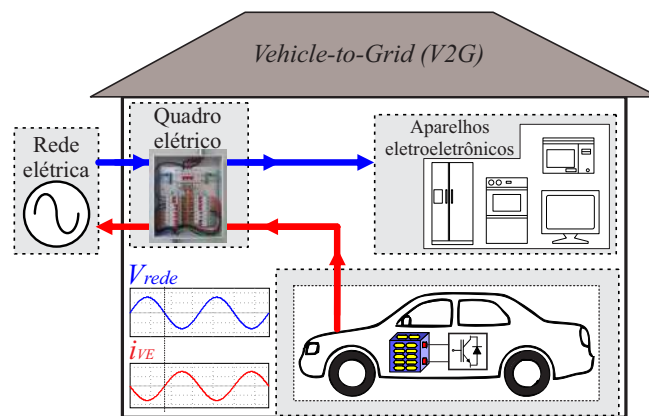 Vehicle-to-Grid (V2G)
Quadro
elétrico
Rede
elétrica
Aparelhos
eletroeletrônicos
Vrede
iVE